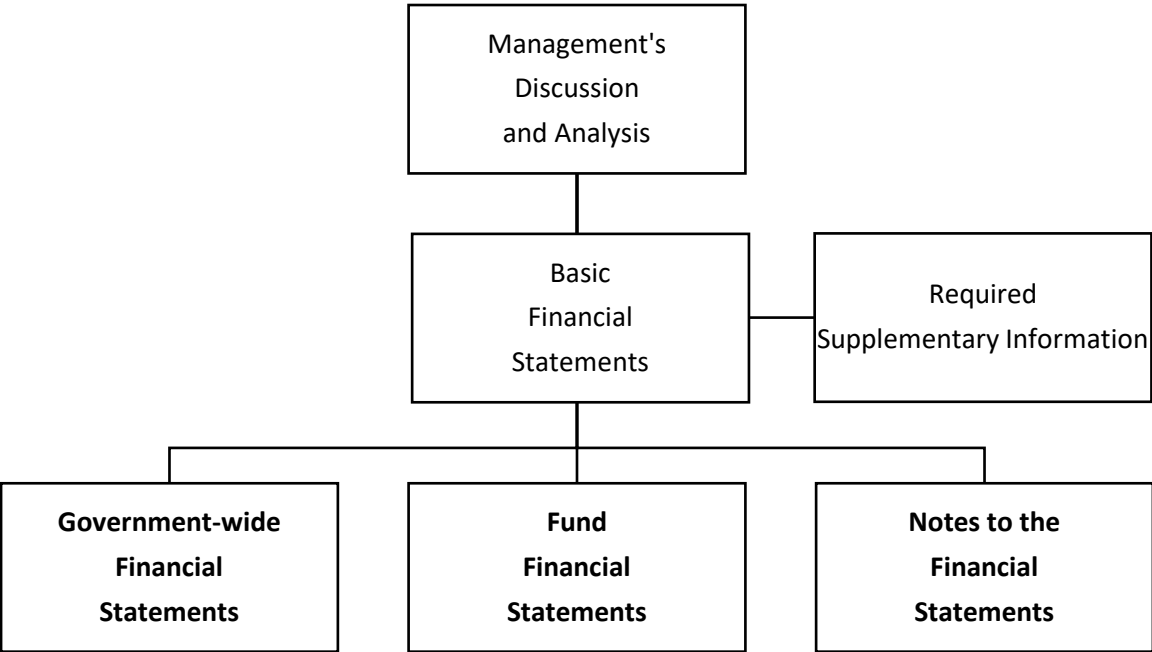 Management's
Discussion
and Analysis
Basic
Financial
Statements
Required
Supplementary Information
Government-wide
Financial
Statements
Fund
Financial
Statements
Notes to the
Financial
Statements